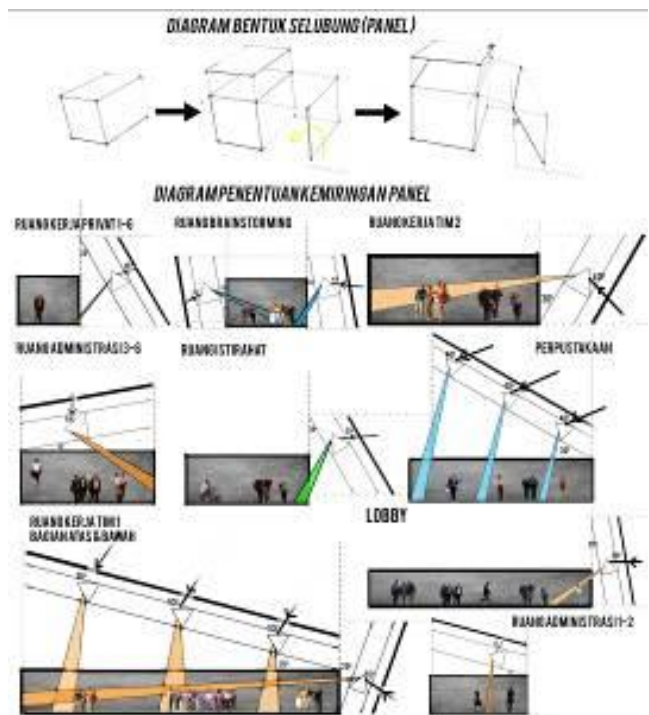 DIAGRAM BENTUK SELUBUNG (PANEL)
DIAGRAM PENENTUAN KEMIRINGAN PANEL
RUANG KERJA PRIVAT 1-6
RUANG BRAINSTORMING
RUANG KERJA TIM 2
RUANG ADMINISTRASI 3-6
RUANG ISTIRAHAT
PERPUSTAKAAN
RUANG KERJA TIM 1
BAGIAN ATAS & BAWAH
LOBBY
RUANG ADMINISTRASI 1-2